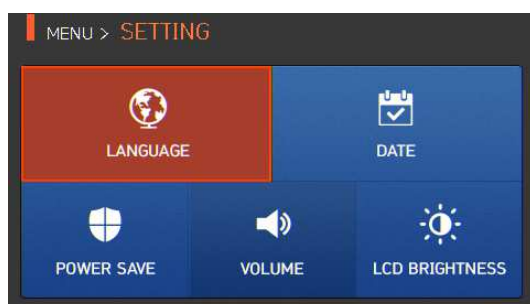 MENU > SETTING
LANGUAGE
DATE
POWER SAVE
VOLUME
LCD BRIGHTNESS